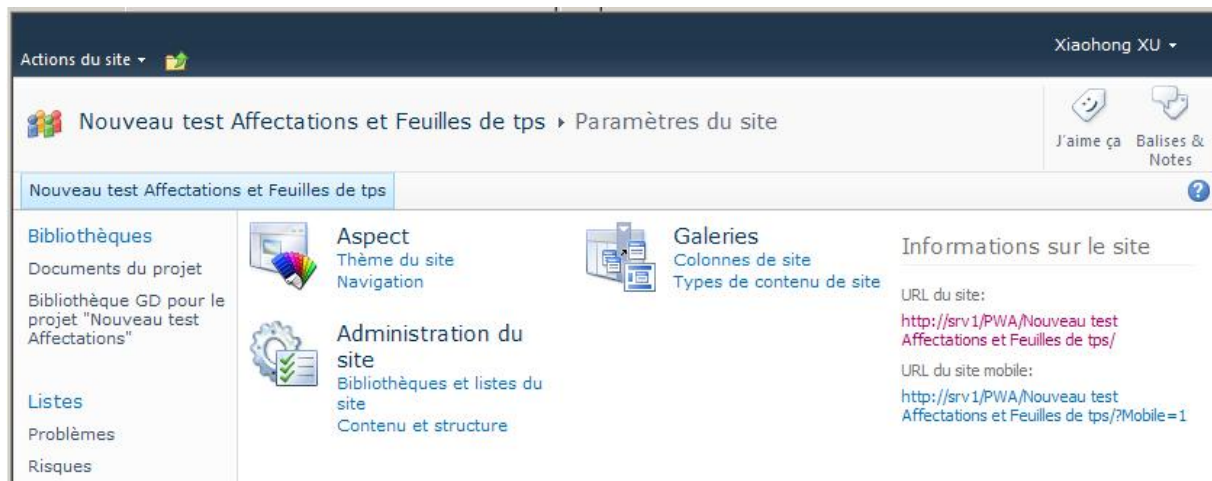 Xiaohong XU
Actions du site
Nouveau test Affectations et Feuilles de tps ▸ Paramètres du site
J'aime ça
Balises &
Notes
Nouveau test Affectations et Feuilles de tps
Bibliothèques
Documents du projet
Bibliothèque GD pour le
projet "Nouveau test
Affectations"
Listes
Problèmes
Risques
Aspect
Thème du site
Navigation
Administration du
site
Bibliothèques et listes du
site
Contenu et structure
Galeries
Colonnes de site
Types de contenu de site
Informations sur le site
URL du site:
http://srv1/PWA/Nouveau test
Affectations et Feuilles de tps/
URL du site mobile:
http://srv1/PWA/Nouveau test
Affectations et Feuilles de tps/?Mobile=1